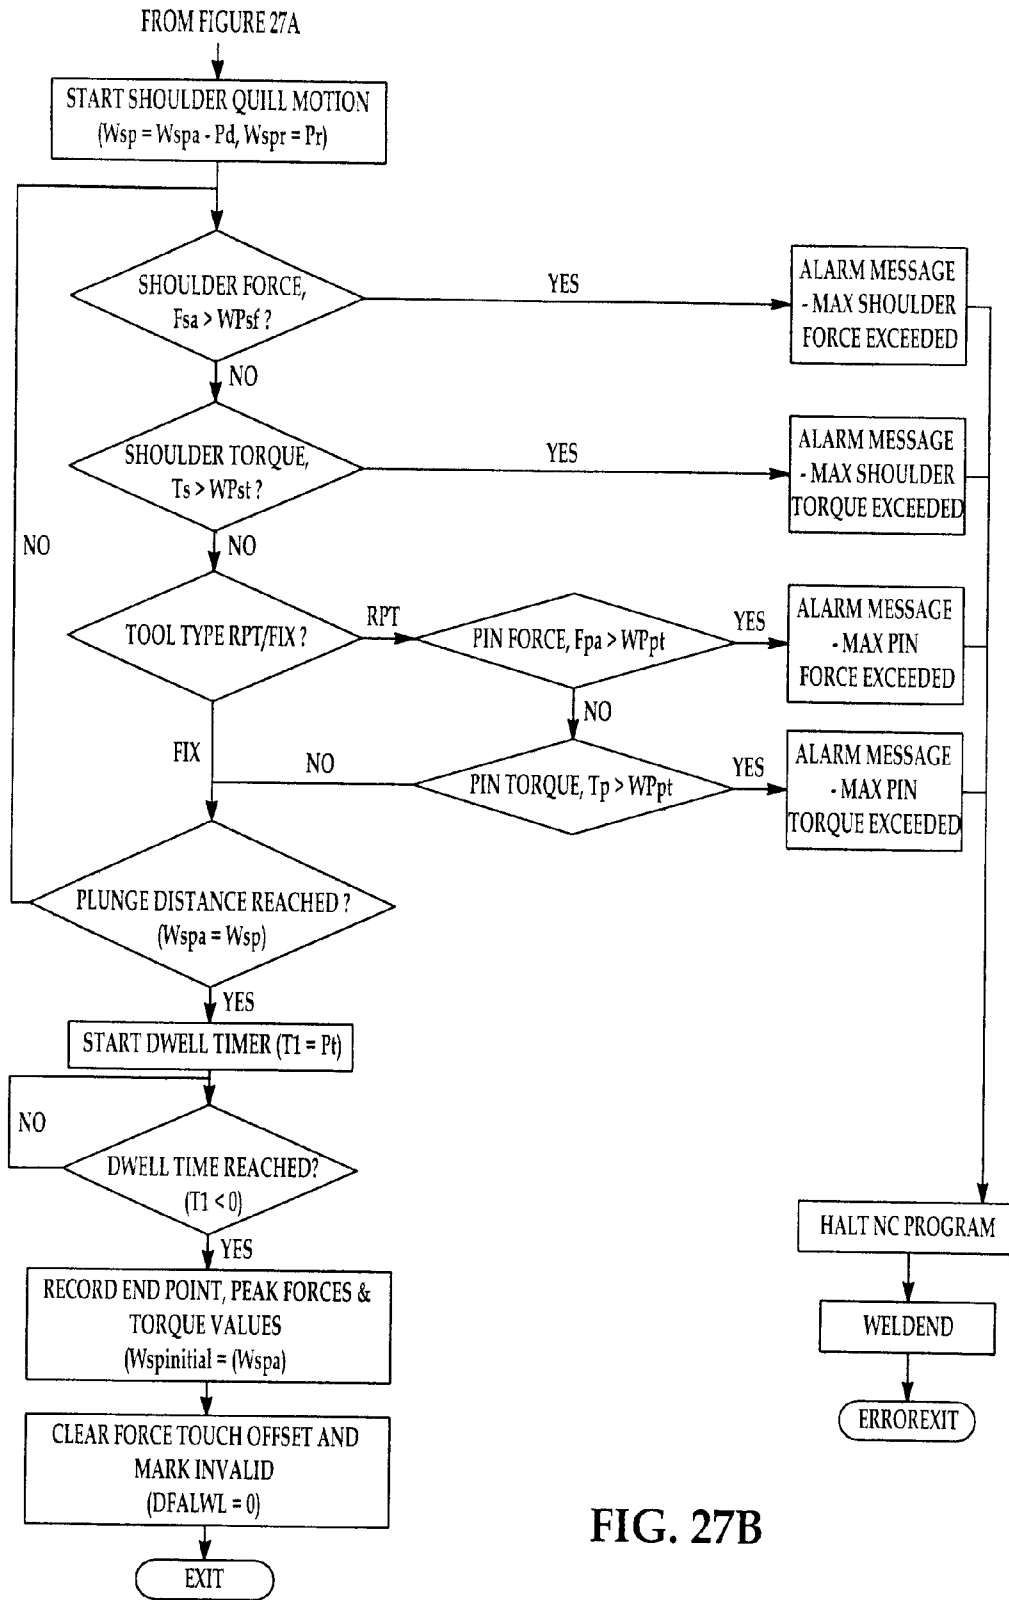 FROM FIGURE 27A
START SHOULDER QUILL MOTION
(Wsp = Wspa - Pd, Wspr = Pr)
SHOULDER FORCE,
Fsa > WPsf ?
YES
ALARM MESSAGE
- MAX SHOULDER
FORCE EXCEEDED
NO
SHOULDER TORQUE,
Ts > WPst ?
YES
ALARM MESSAGE
- MAX SHOULDER
TORQUE EXCEEDED
NO
NO
TOOL TYPE RPT/FIX ?
RPT
PIN FORCE, Fpa > WPpt
YES
ALARM MESSAGE
- MAX PIN
FORCE EXCEEDED
NO
FIX
NO
PIN TORQUE, Tp > WPpt
YES
ALARM MESSAGE
- MAX PIN
TORQUE EXCEEDED
PLUNGE DISTANCE REACHED ?
(Wspa = Wsp)
YES
START DWELL TIMER (T1 = Pt)
NO
DWELL TIME REACHED?
(T1 < 0)
YES
RECORD END POINT, PEAK FORCES &
TORQUE VALUES
(Wspinitial = (Wspa)
CLEAR FORCE TOUCH OFFSET AND
MARK INVALID
(DFALWL = 0)
EXIT
HALT NC PROGRAM
WELDEND
ERROREXIT
FIG. 27B